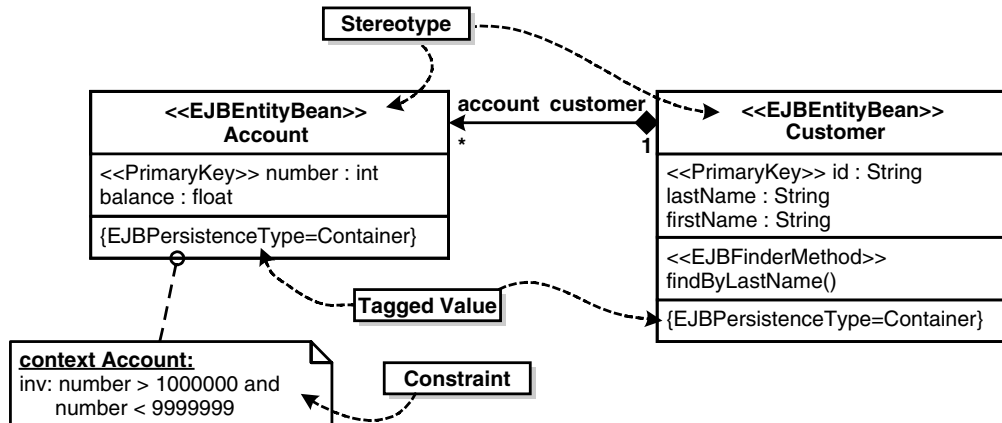 Stereotype
<<EJBEntityBean>>
Account
<<PrimaryKey>> number : int
balance : float
{EJBPersistenceType=Container}
account customer
*
1
<<EJBEntityBean>>
Customer
<<PrimaryKey>> id : String
lastName : String
firstName : String
<<EJBFinderMethod>>
findByLastName()
{EJBPersistenceType=Container}
Tagged Value
context Account:
inv: number > 1000000 and
number < 9999999
Constraint